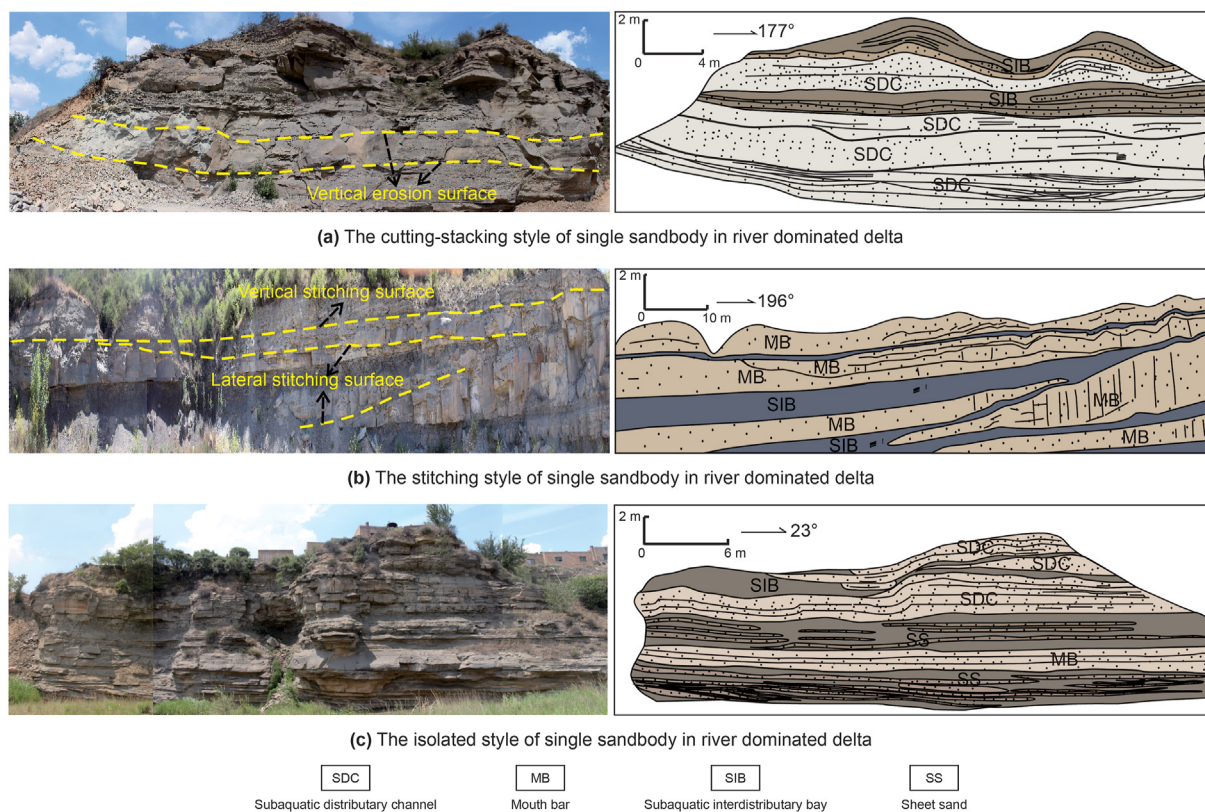 2 m
177°
0
4 m
SIB
SDC
SIB
SDC
SDC
SDC
Vertical erosion surface
(a) The cutting-stacking style of single sandbody in river dominated delta
Vertical stitching surface
Lateral stitching surface
2 m
196°
0
10 m
MB
MB
MB
MB
SIB
MB
MB
SIB
MB
(b) The stitching style of single sandbody in river dominated delta
2 m
23°
0
6 m
SDC
SDC
SIB
SDC
SS
MB
SS
(c) The isolated style of single sandbody in river dominated delta
SDC
MB
SIB
SS
Subaquatic distributary channel
Mouth bar
Subaquatic interdistributary bay
Sheet sand